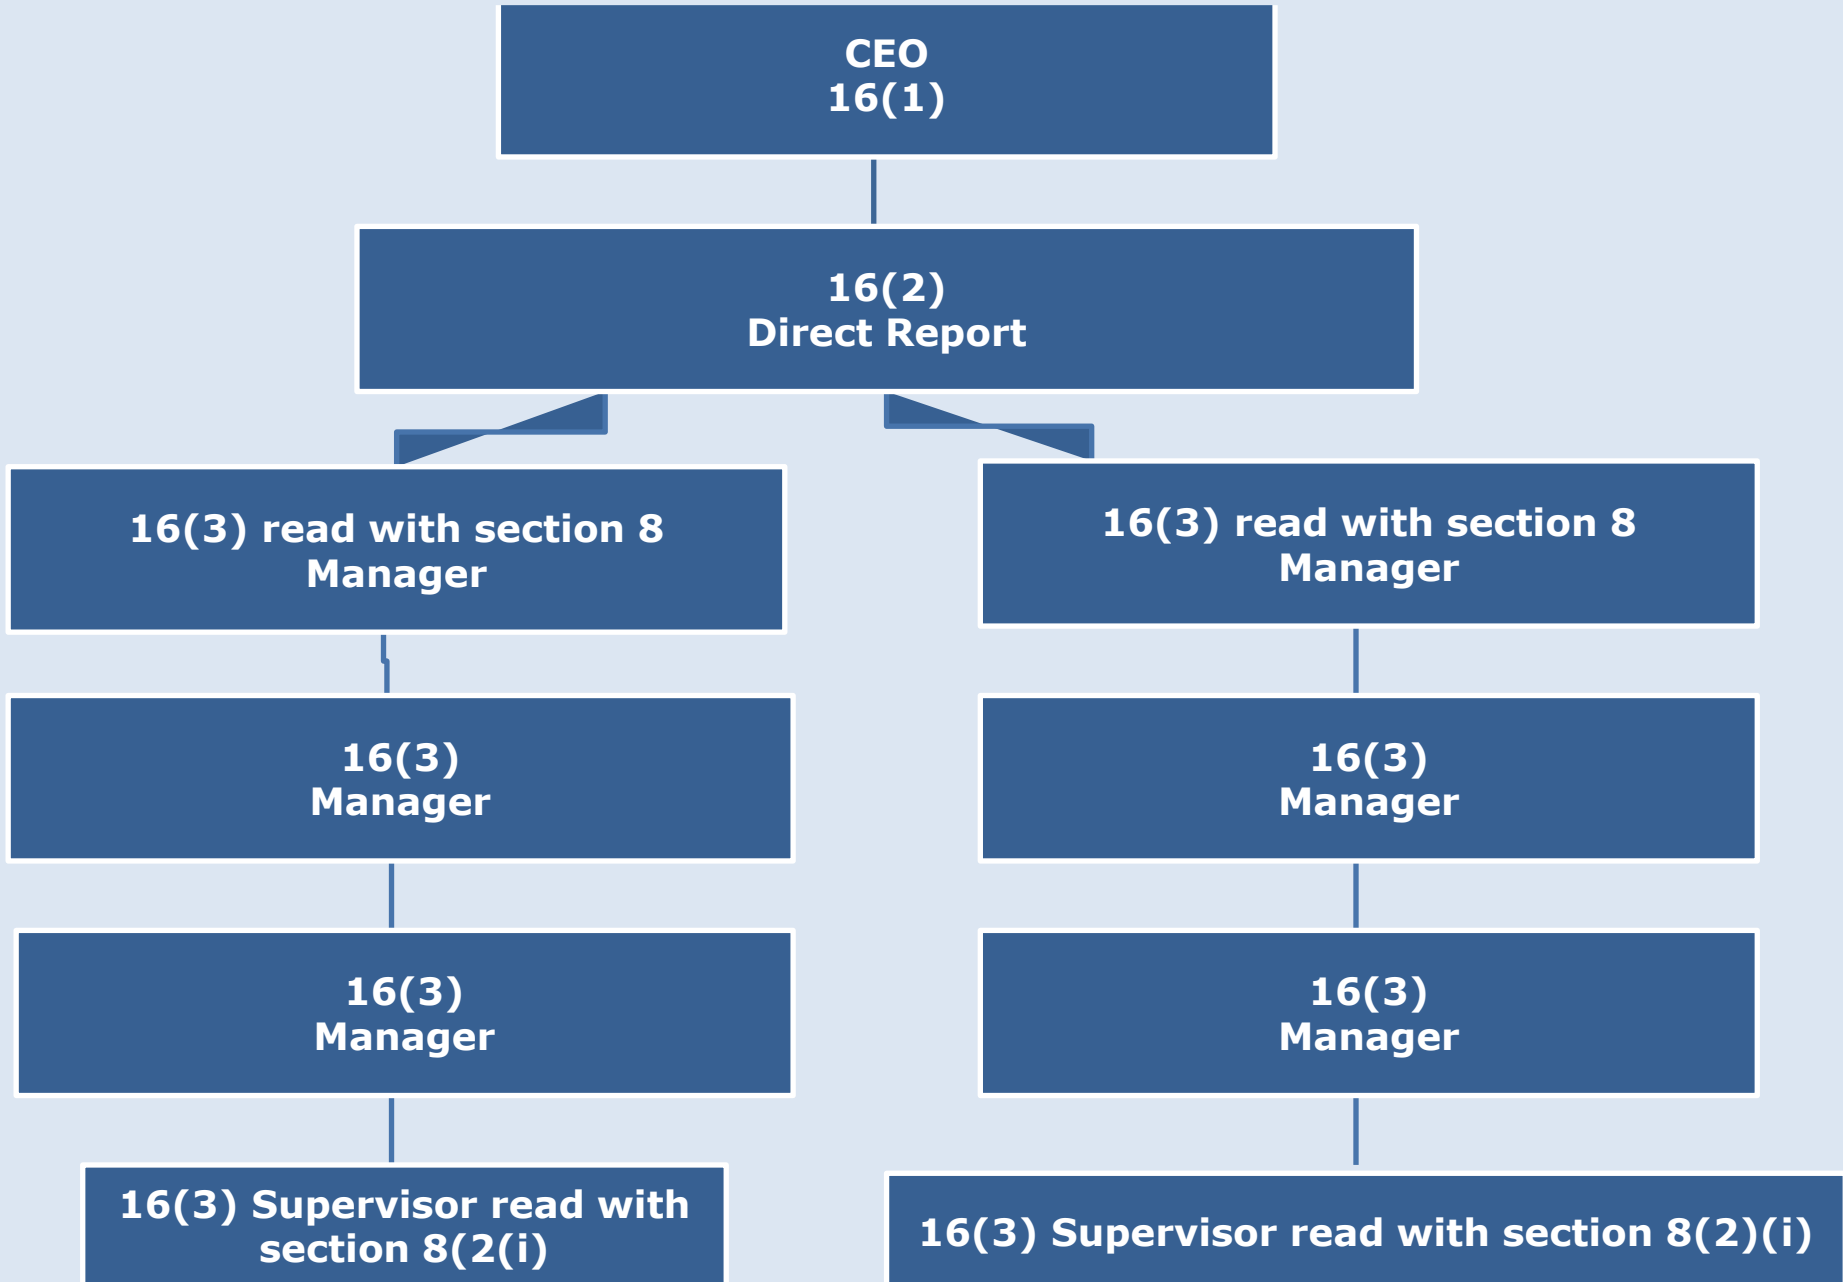 CEO
16(1)
16(2)
Direct Report
16(3) read with section 8
Manager
16(3) read with section 8
Manager
16(3)
Manager
16(3)
Manager
16(3)
Manager
16(3)
Manager
16(3) Supervisor read with
section 8(2(i)
16(3) Supervisor read with section 8(2)(i)